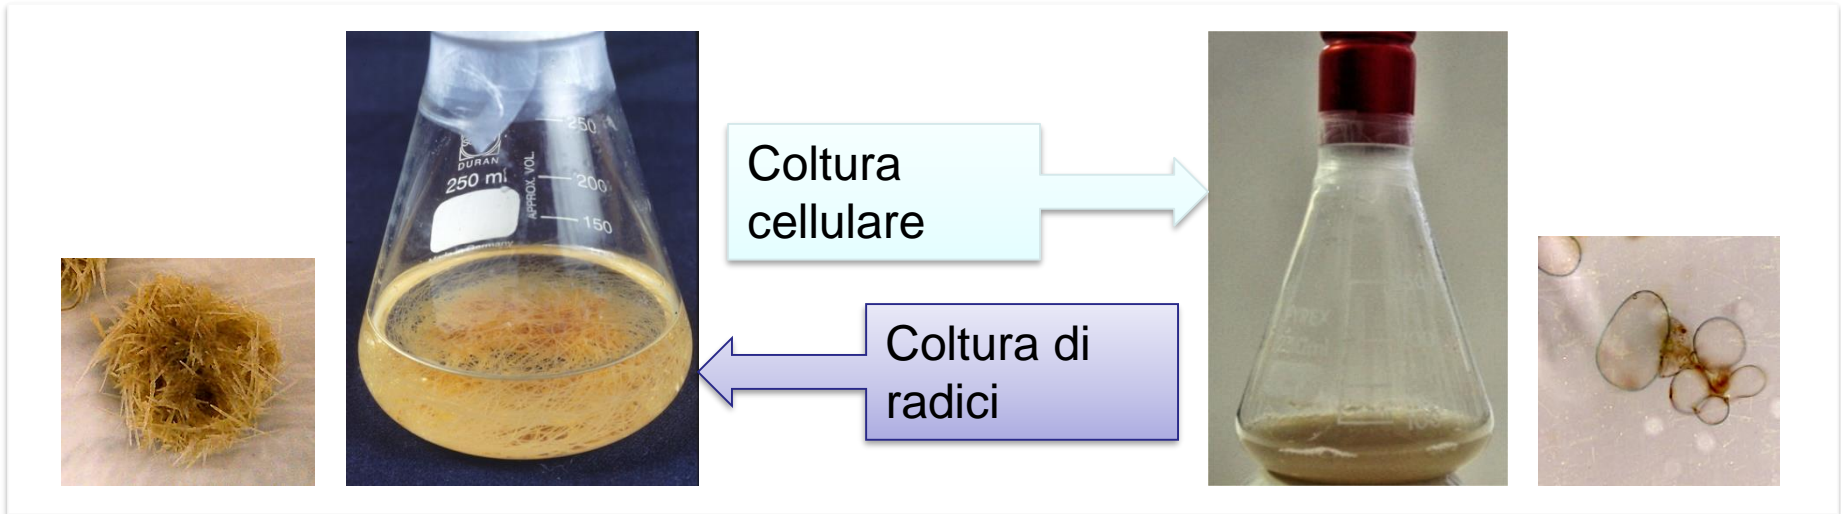 Coltura
cellulare
Coltura di
radici
DURAN
250 ml
APPROX. VOL.
250
200
150